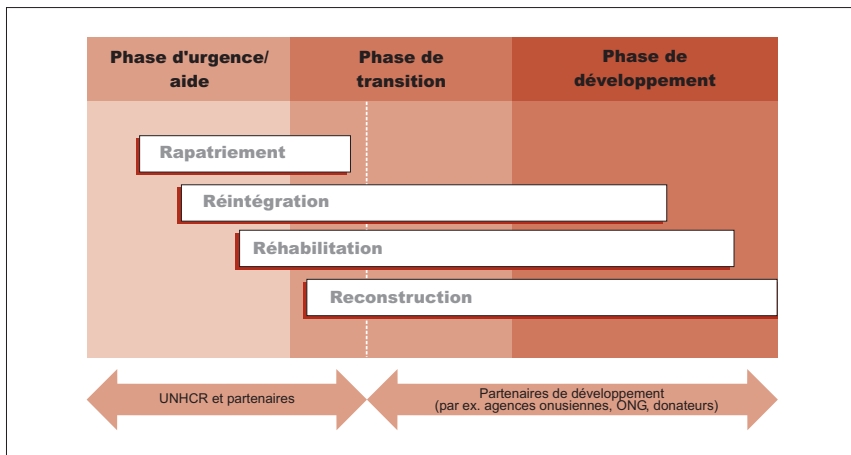 Phase d'urgence/
aide
Phase de
transition
Phase de
développement
Rapatriement
Réintégration
Réhabilitation
Reconstruction
UNHCR et partenaires
Partenaires de développement
(par ex. agences onusiennes, ONG, donateurs)